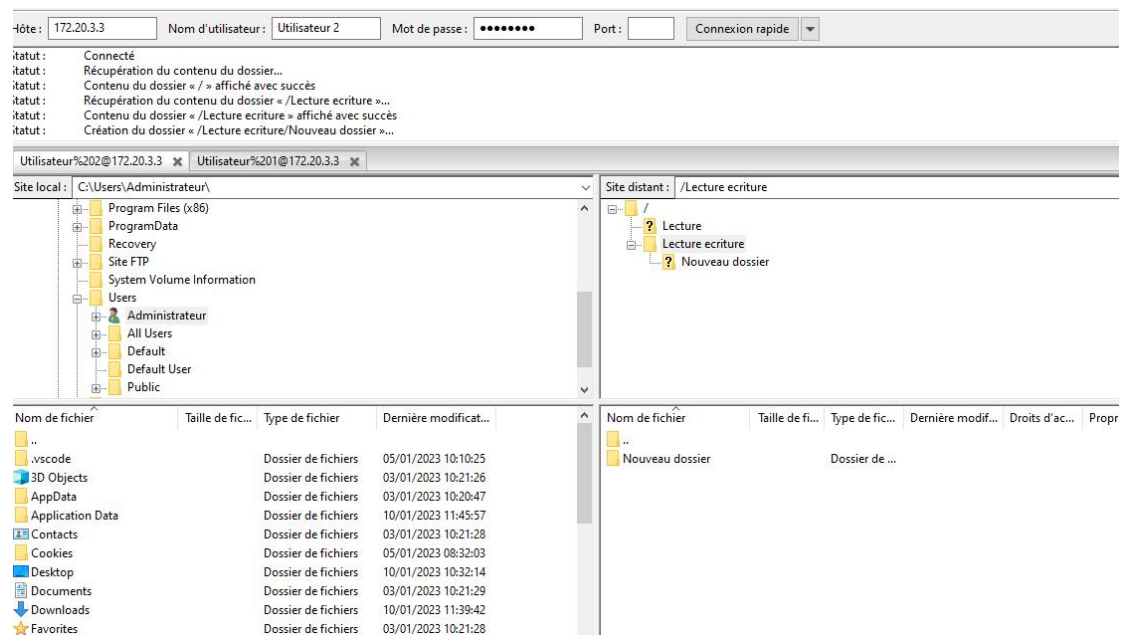 Hôte : 172.20.3.3 Nom d'utilisateur : Utilisateur 2 Mot de passe : ●●●●●●●● Port : Connexion rapide
Statut : Connecté
Statut : Récupération du contenu du dossier...
Statut : Contenu du dossier « / » affiché avec succès
Statut : Récupération du contenu du dossier « /Lecture ecriture »...
Statut : Contenu du dossier « /Lecture ecriture » affiché avec succès
Statut : Création du dossier « /Lecture ecriture/Nouveau dossier »...
Utilisateur%202@172.20.3.3 Utilisateur%201@172.20.3.3
Site local : C:\Users\Administrateur\
Program Files (x86)
ProgramData
Recovery
Site FTP
System Volume Information
Users
Administrateur
All Users
Default
Default User
Public
Site distant : /Lecture ecriture
/
? Lecture
Lecture ecriture
? Nouveau dossier
Nom de fichier Taille de fic... Type de fichier Dernière modificat...
..
.vscode Dossier de fichiers 05/01/2023 10:10:25
3D Objects Dossier de fichiers 03/01/2023 10:21:26
AppData Dossier de fichiers 03/01/2023 10:20:47
Application Data Dossier de fichiers 10/01/2023 11:45:57
Contacts Dossier de fichiers 03/01/2023 10:21:28
Cookies Dossier de fichiers 05/01/2023 08:32:03
Desktop Dossier de fichiers 10/01/2023 10:32:14
Documents Dossier de fichiers 03/01/2023 10:21:29
Downloads Dossier de fichiers 10/01/2023 11:39:42
Favorites Dossier de fichiers 03/01/2023 10:21:28
Nom de fichier Taille de fi... Type de fic... Dernière modif... Droits d'ac... Propr
..
Nouveau dossier Dossier de ...